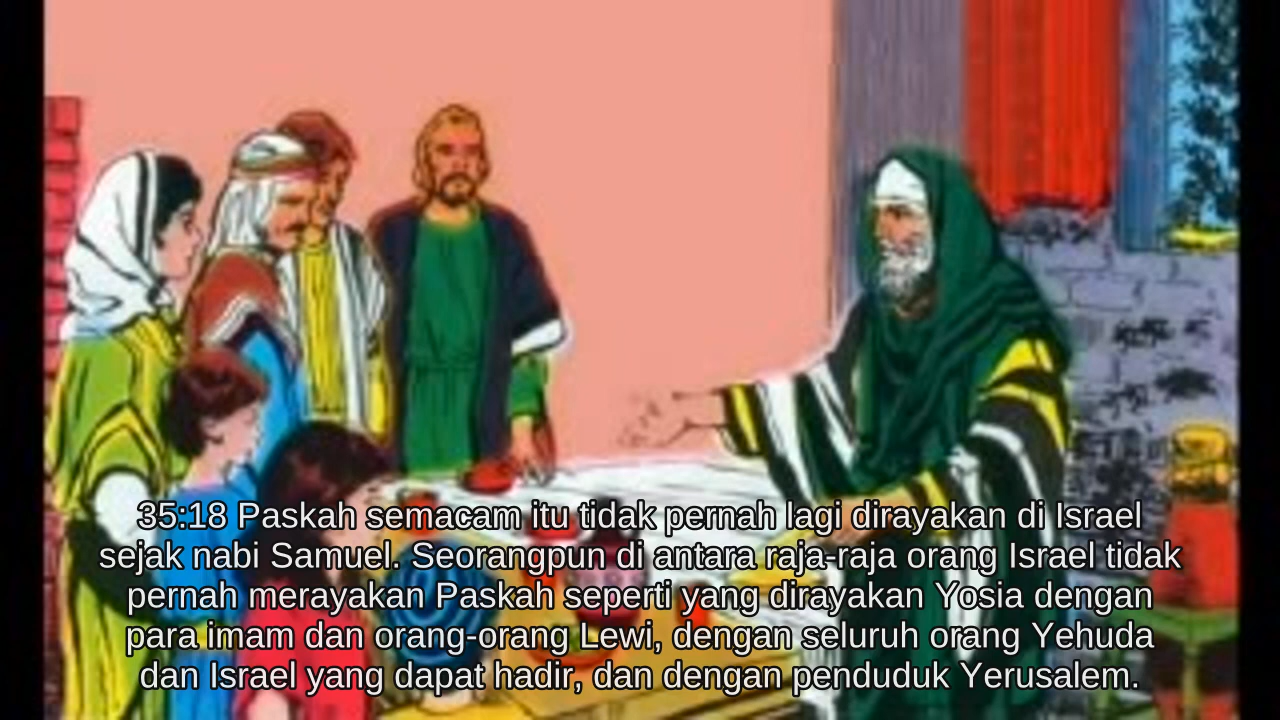 35:18 Paskah semacam itu tidak pernah lagi dirayakan di Israel
sejak nabi Samuel. Seorangpun di antara raja-raja orang Israel tidak
pernah merayakan Paskah seperti yang dirayakan Yosia dengan
para imam dan orang-orang Lewi, dengan seluruh orang Yehuda
dan Israel yang dapat hadir, dan dengan penduduk Yerusalem.